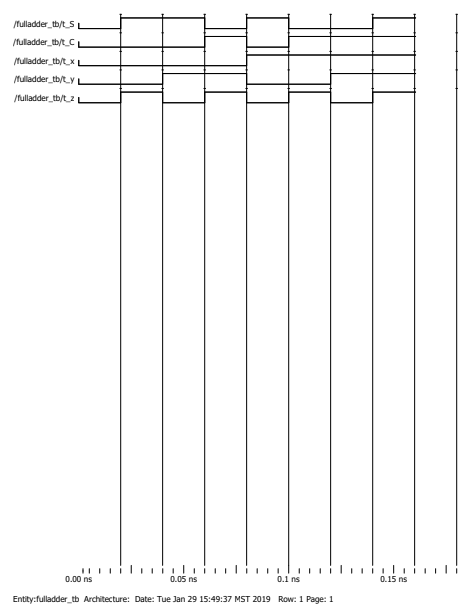 /fulladder_tb/t_S
/fulladder_tb/t_C
/fulladder_tb/t_x
/fulladder_tb/t_y
/fulladder_tb/t_z
0.00 ns 0.05 ns 0.1 ns 0.15 ns
Entity:fulladder_tb Architecture: Date: Tue Jan 29 15:49:37 MST 2019 Row: 1 Page: 1